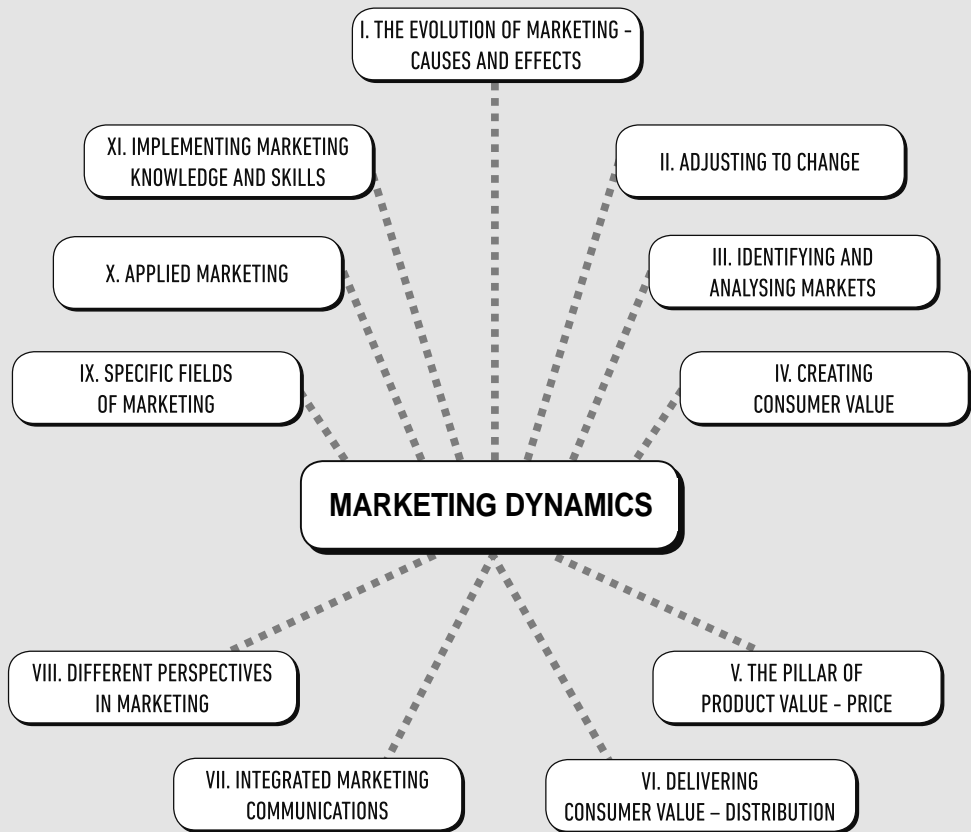 I. THE EVOLUTION OF MARKETING -
CAUSES AND EFFECTS
II. ADJUSTING TO CHANGE
III. IDENTIFYING AND
ANALYSING MARKETS
IV. CREATING
CONSUMER VALUE
V. THE PILLAR OF
PRODUCT VALUE - PRICE
VI. DELIVERING
CONSUMER VALUE – DISTRIBUTION
VII. INTEGRATED MARKETING
COMMUNICATIONS
VIII. DIFFERENT PERSPECTIVES
IN MARKETING
IX. SPECIFIC FIELDS
OF MARKETING
X. APPLIED MARKETING
XI. IMPLEMENTING MARKETING
KNOWLEDGE AND SKILLS
MARKETING DYNAMICS